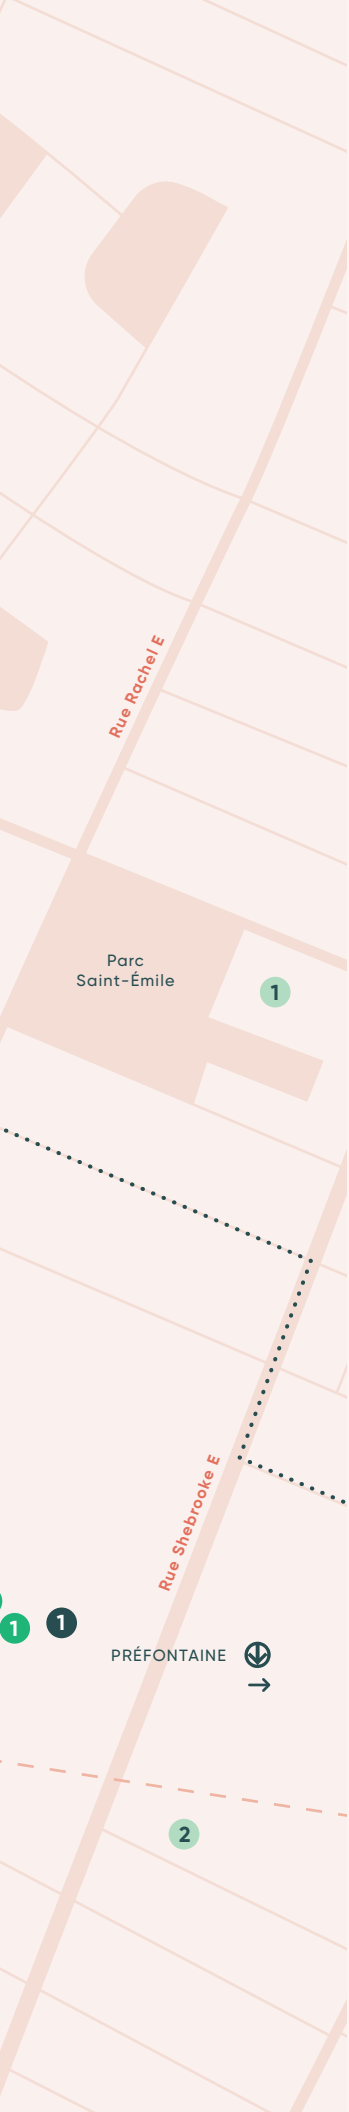 Rue Rachel E
Parc
Saint-Émile
1
Rue Shebrooke E
1
1
PRÉFONTAINE
2